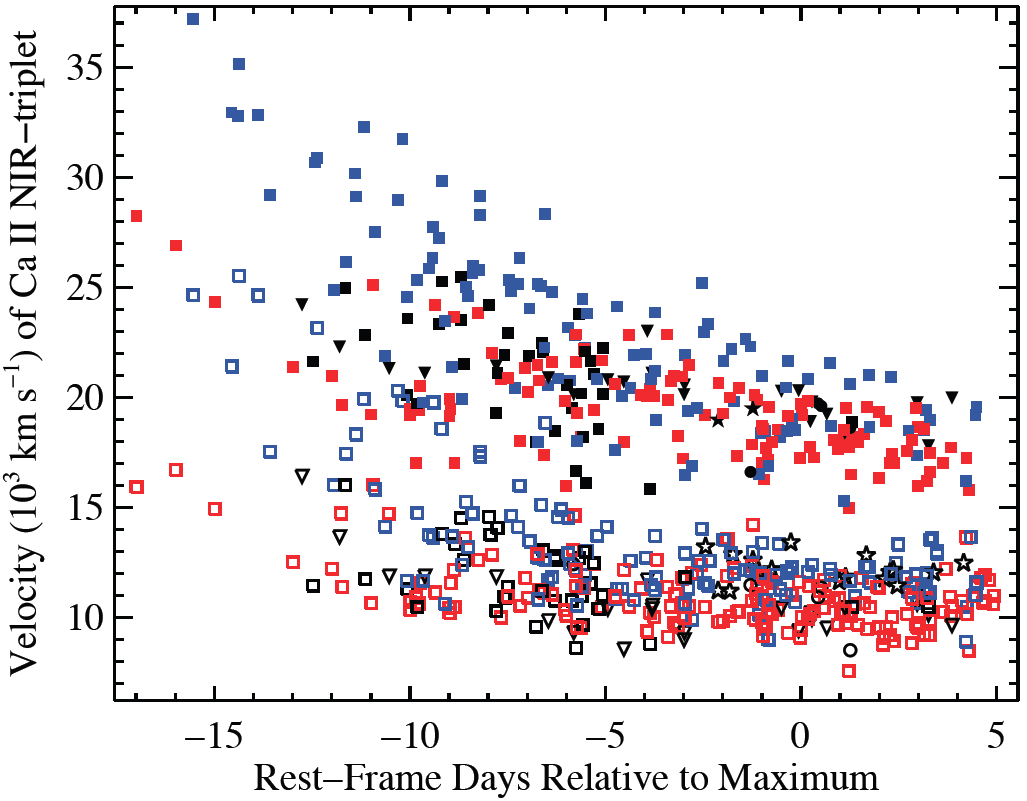 Velocity (10³ km s⁻¹) of Ca II NIR–triplet
35
30
25
20
15
10
–15 –10 –5 0 5
Rest–Frame Days Relative to Maximum